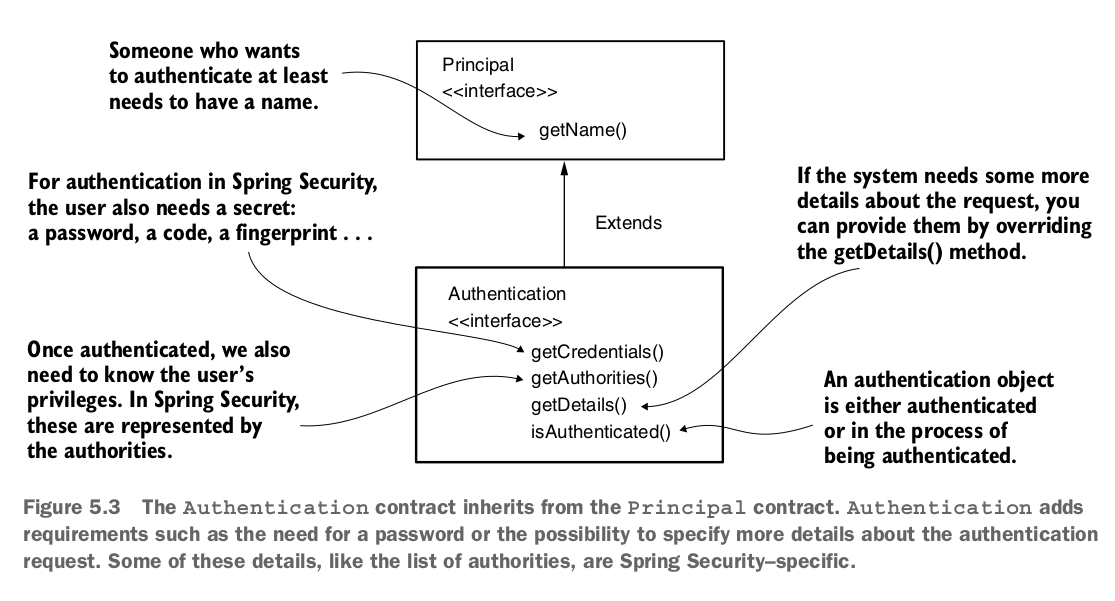 Someone who wants
to authenticate at least
needs to have a name.
Principal
<<interface>>
getName()
For authentication in Spring Security,
the user also needs a secret:
a password, a code, a fingerprint . . .
Extends
If the system needs some more
details about the request, you
can provide them by overriding
the getDetails() method.
Authentication
<<interface>>
getCredentials()
getAuthorities()
getDetails()
isAuthenticated()
Once authenticated, we also
need to know the user’s
privileges. In Spring Security,
these are represented by
the authorities.
An authentication object
is either authenticated
or in the process of
being authenticated.
Figure 5.3 The Authentication contract inherits from the Principal contract. Authentication adds
requirements such as the need for a password or the possibility to specify more details about the authentication
request. Some of these details, like the list of authorities, are Spring Security–specific.